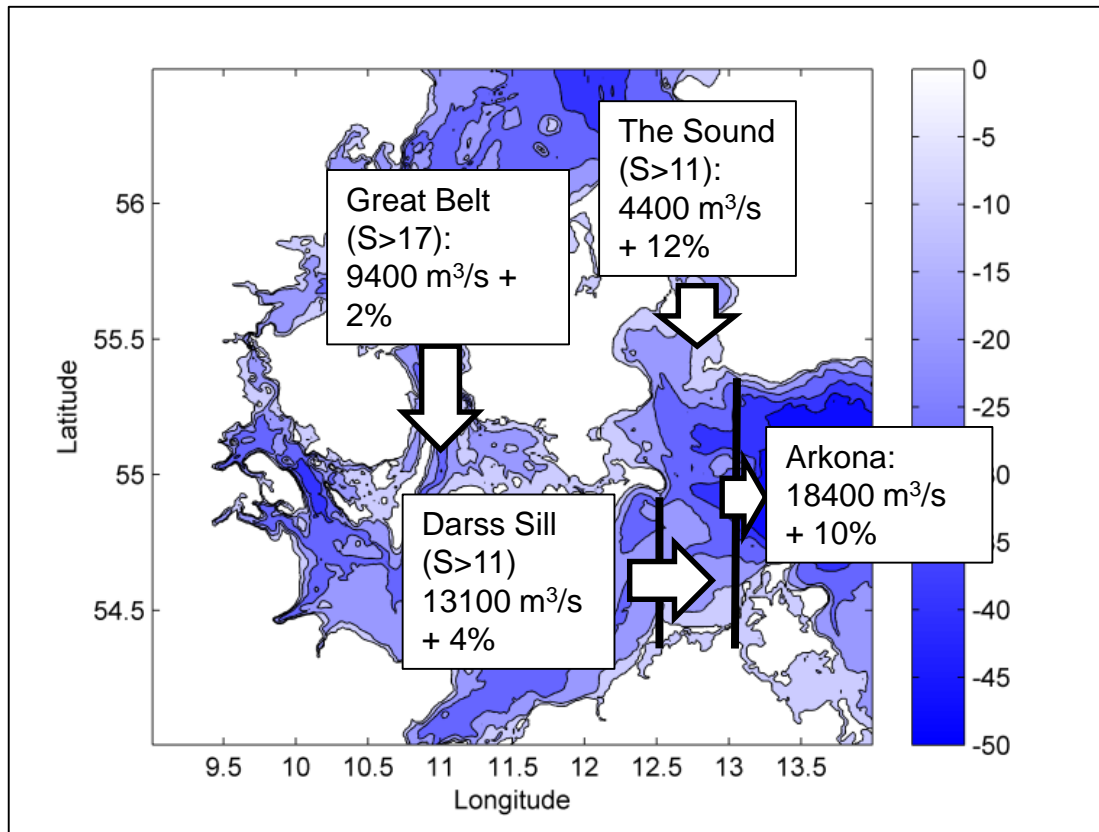 The Sound
(S>11):
4400 m³/s
+ 12%
Great Belt
(S>17):
9400 m³/s +
2%
Darss Sill
(S>11)
13100 m³/s
+ 4%
Arkona:
18400 m³/s
+ 10%
Latitude
56
55.5
55
54.5
9.5 10 10.5 11 11.5 12 12.5 13 13.5
Longitude
0
-5
-10
-15
-20
-25
-40
-45
-50